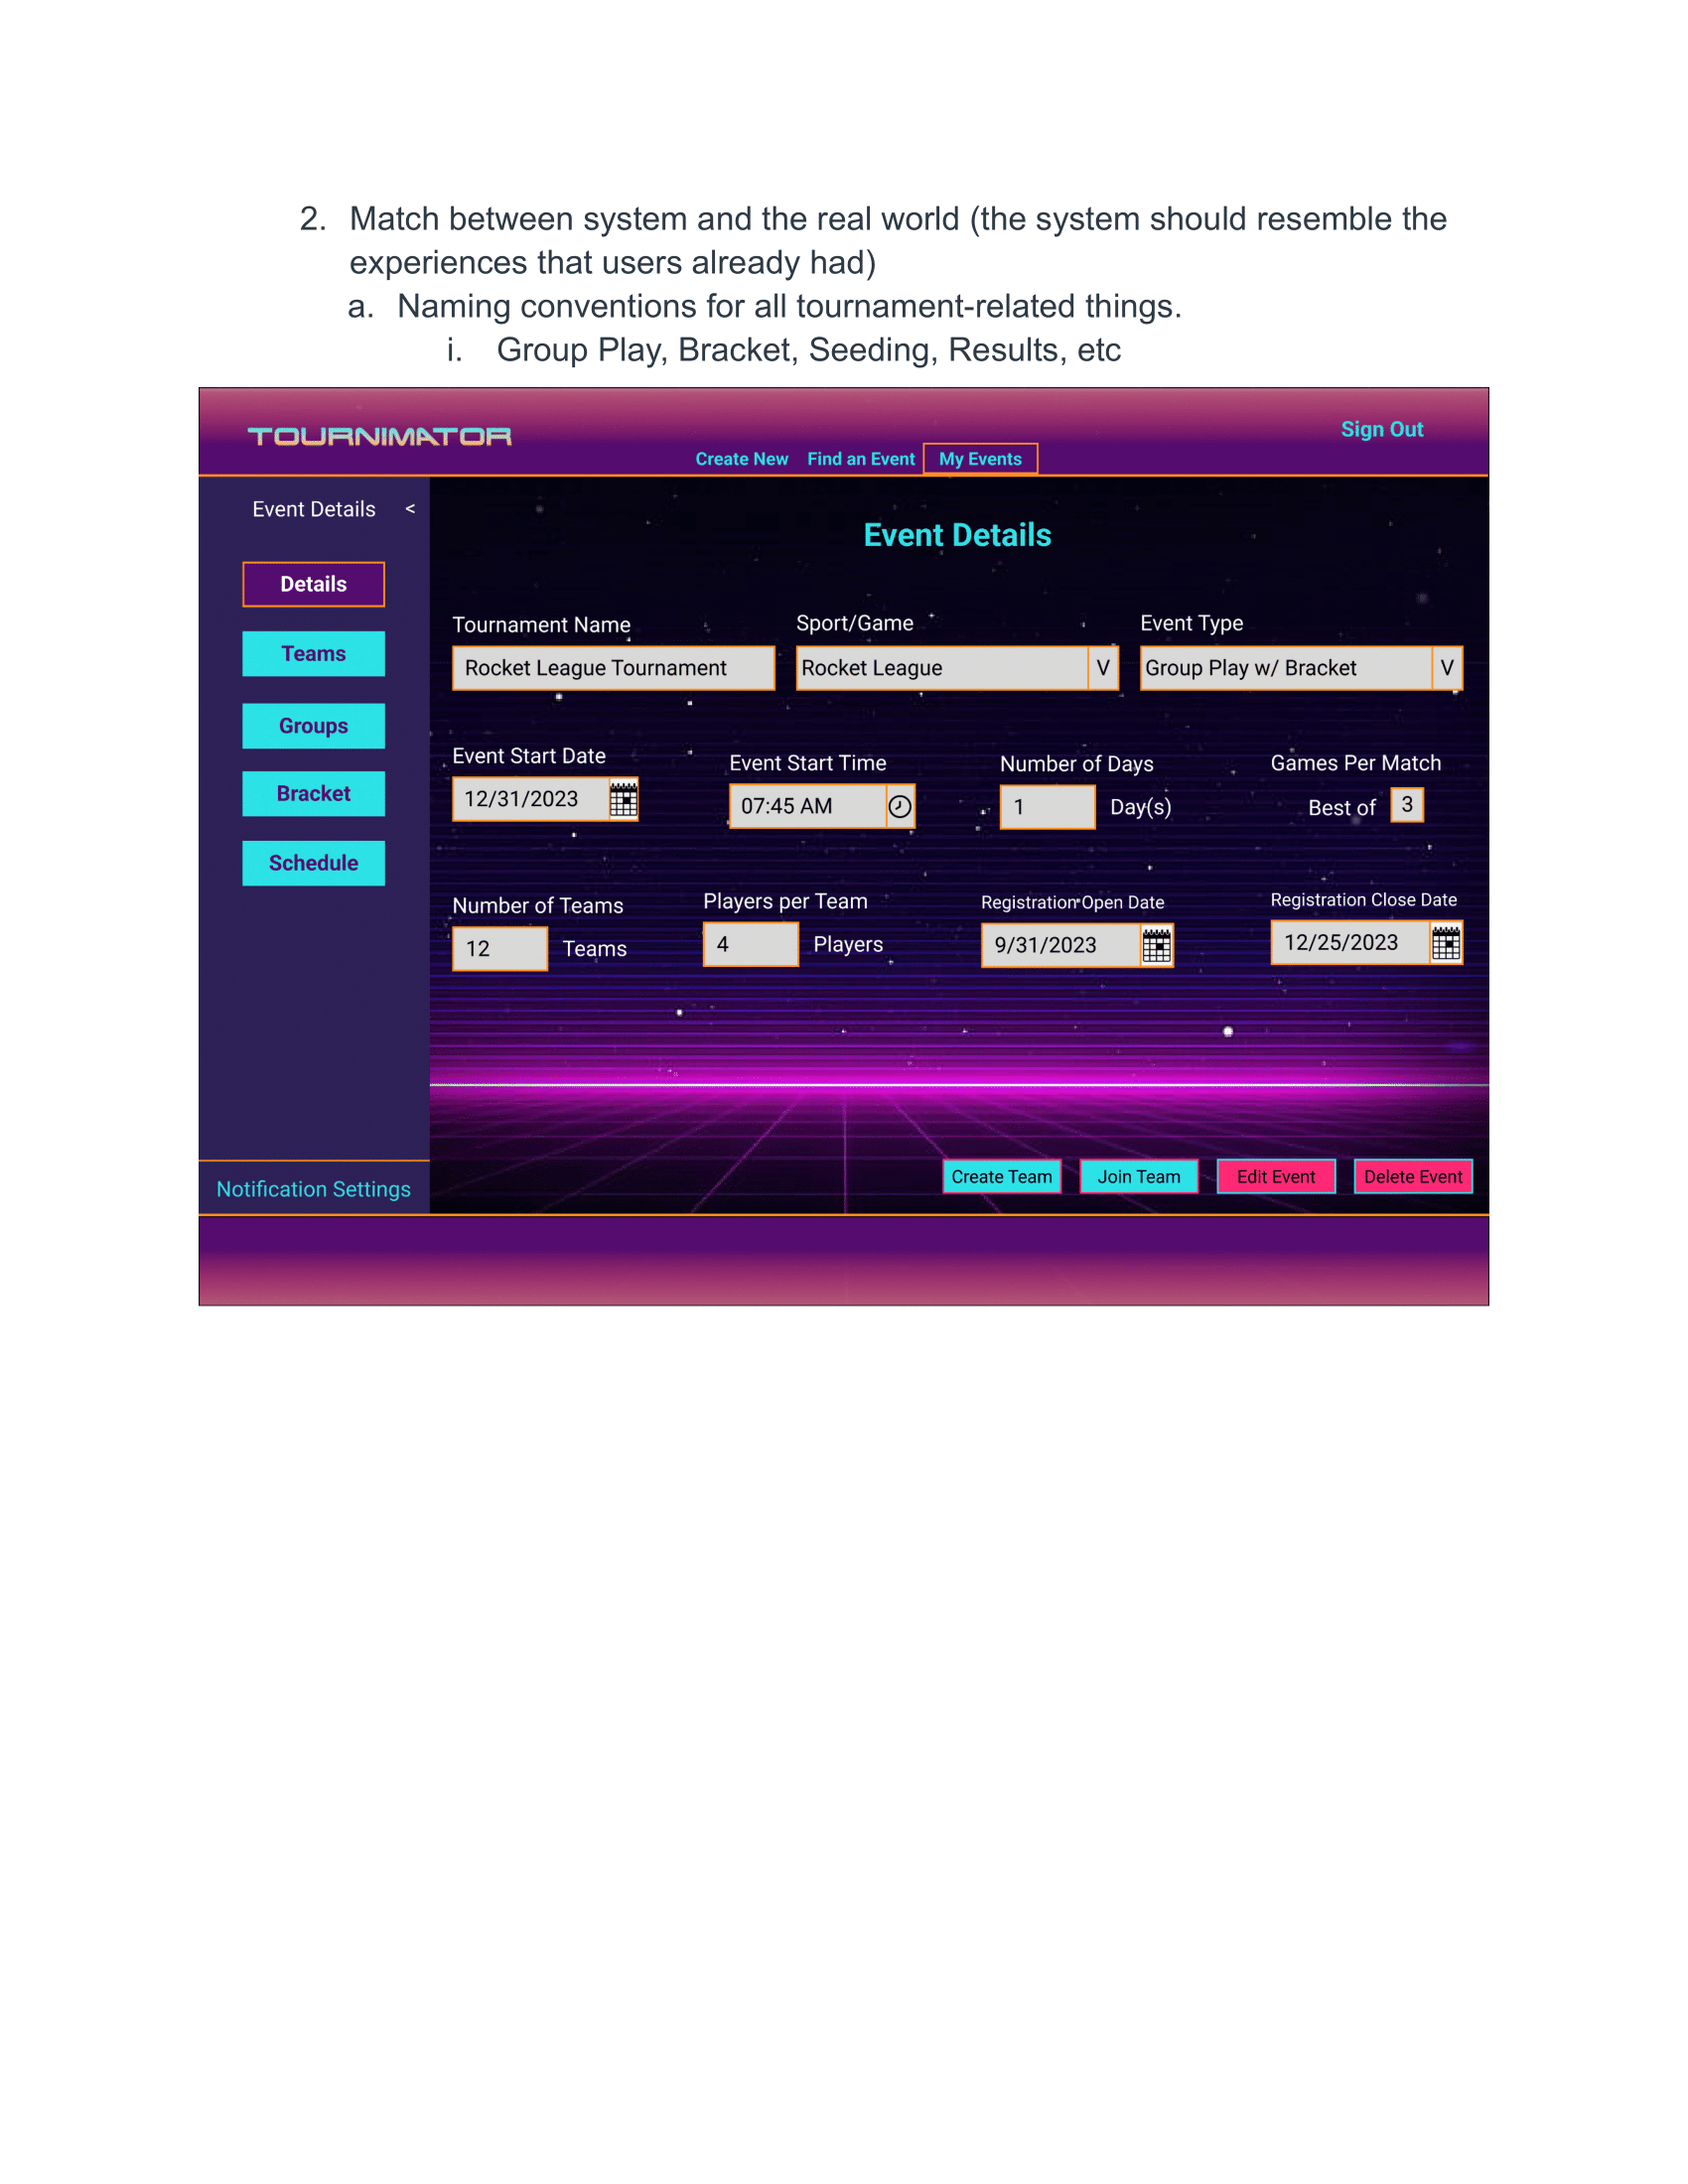 2. Match between system and the real world (the system should resemble the
experiences that users already had)
a. Naming conventions for all tournament-related things.
i. Group Play, Bracket, Seeding, Results, etc
TOURNIMATOR
Sign Out
Create New Find an Event My Events
Event Details <
Details
Teams
Groups
Bracket
Schedule
Notification Settings
Event Details
Tournament Name Sport/Game Event Type
Rocket League Tournament Rocket League V Group Play w/ Bracket V
Event Start Date Event Start Time Number of Days Games Per Match
12/31/2023 07:45 AM 1 Day(s) Best of 3
Number of Teams Players per Team Registration Open Date Registration Close Date
12 Teams 4 Players 9/31/2023 12/25/2023
Create Team Join Team Edit Event Delete Event